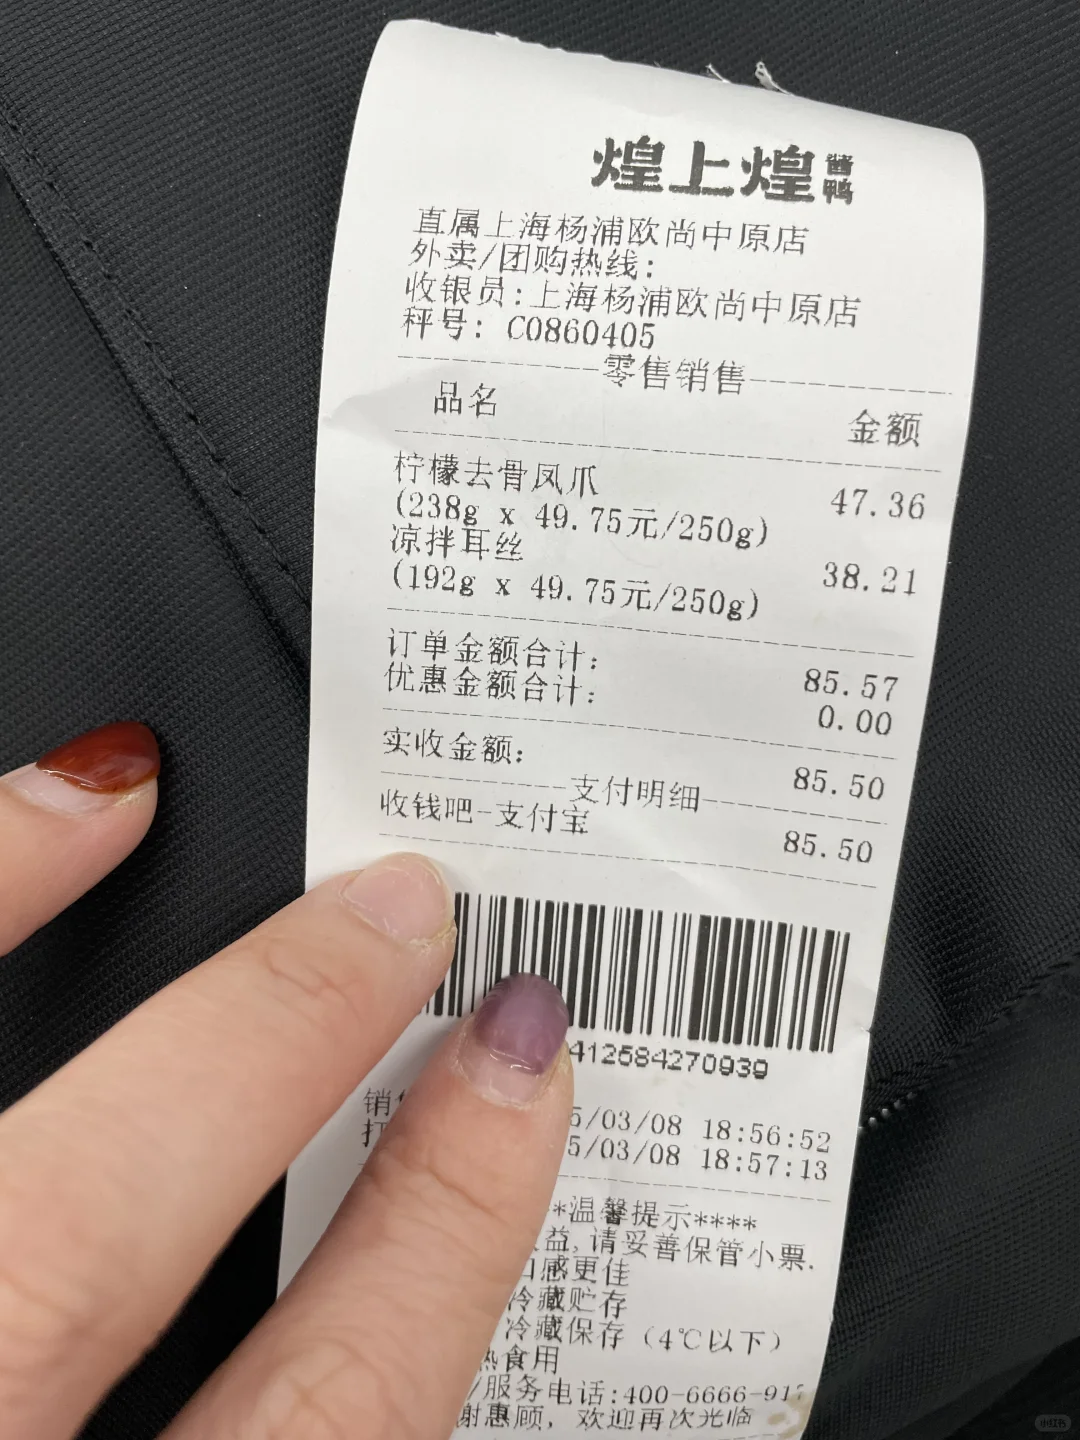 煌上煌 酱鸭
直属上海杨浦欧尚中原店
外卖/团购热线:
收银员:上海杨浦欧尚中原店
秤号: C0860405
零售销售
品名 金额
柠檬去骨凤爪 47.36
(238g x 49.75元/250g)
凉拌耳丝 38.21
(192g x 49.75元/250g)
订单金额合计: 85.57
优惠金额合计: 0.00
实收金额: 85.50
支付明细
收钱吧-支付宝 85.50
412584270939
销 5/03/08 18:56:52
打 5/03/08 18:57:13
*温馨提示****
益,请妥善保管小票.
口感更佳
冷藏贮存
冷藏保存（4℃以下）
热食用
/服务电话:400-6666-91
谢惠顾, 欢迎再次光临
小红书